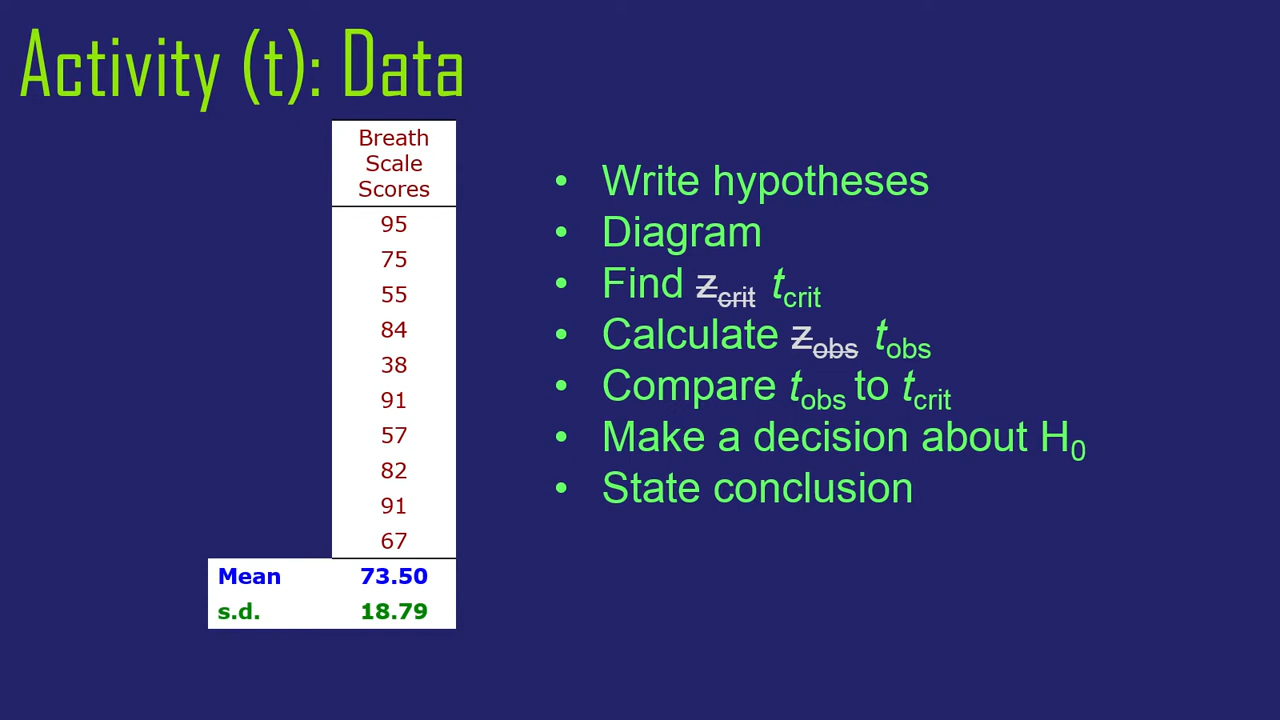 Activity (t): Data
Breath
Scale
Scores
95
75
55
84
38
91
57
82
91
67
Mean 73.50
s.d. 18.79
• Write hypotheses
• Diagram
• Find zcrit tcrit
• Calculate zobs tobs
• Compare tobs to tcrit
• Make a decision about H0
• State conclusion